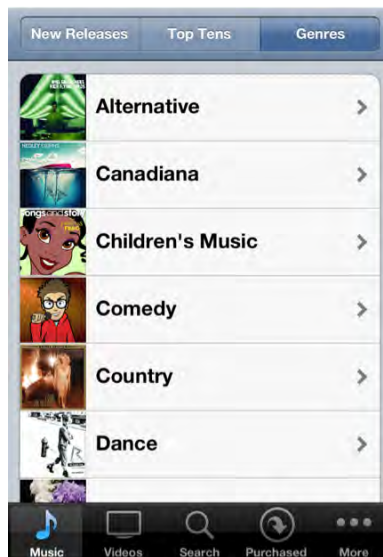 New Releases
Top Tens
Genres
Alternative
Canadiana
Children's Music
Comedy
Country
Dance
Music
Videos
Search
Purchased
More